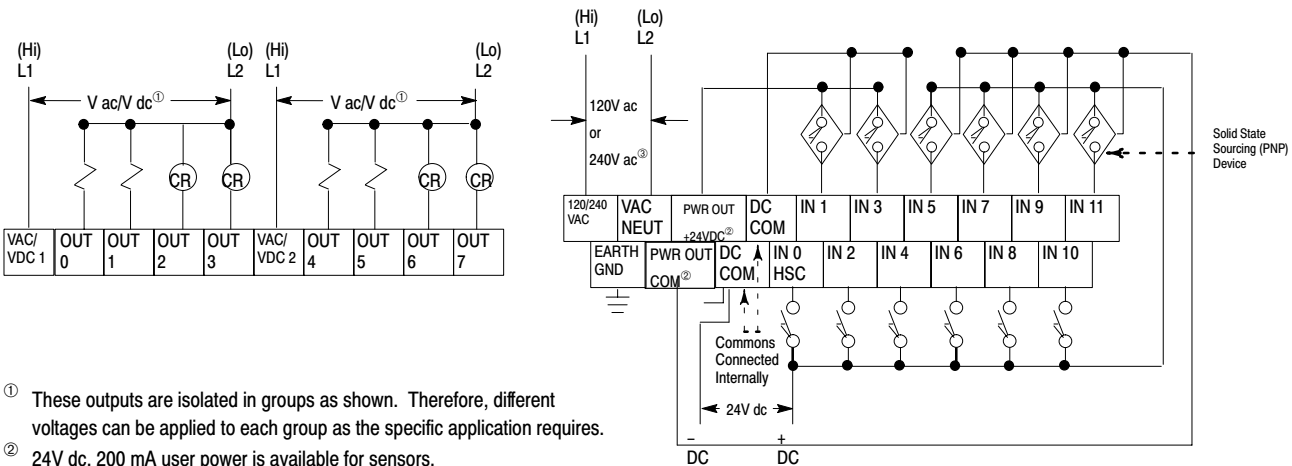 (Hi) (Lo)
L1 L2
(Hi) (Lo) (Hi) (Lo)
L1 L2 L1 L2
V ac/V dc① V ac/V dc①
120V ac
or
240V ac③
Solid State
Sourcing (PNP)
Device
CR CR CR CR
120/240 VAC VAC NEUT PWR OUT +24VDC② DC COM IN 1 IN 3 IN 5 IN 7 IN 9 IN 11
VAC/ VDC 1 OUT 0 OUT 1 OUT 2 OUT 3 VAC/ VDC 2 OUT 4 OUT 5 OUT 6 OUT 7
EARTH GND PWR OUT COM② DC COM IN 0 HSC IN 2 IN 4 IN 6 IN 8 IN 10
Commons
Connected
Internally
24V dc
– +
DC DC
① These outputs are isolated in groups as shown. Therefore, different
voltages can be applied to each group as the specific application requires.
② 24V dc, 200 mA user power is available for sensors.